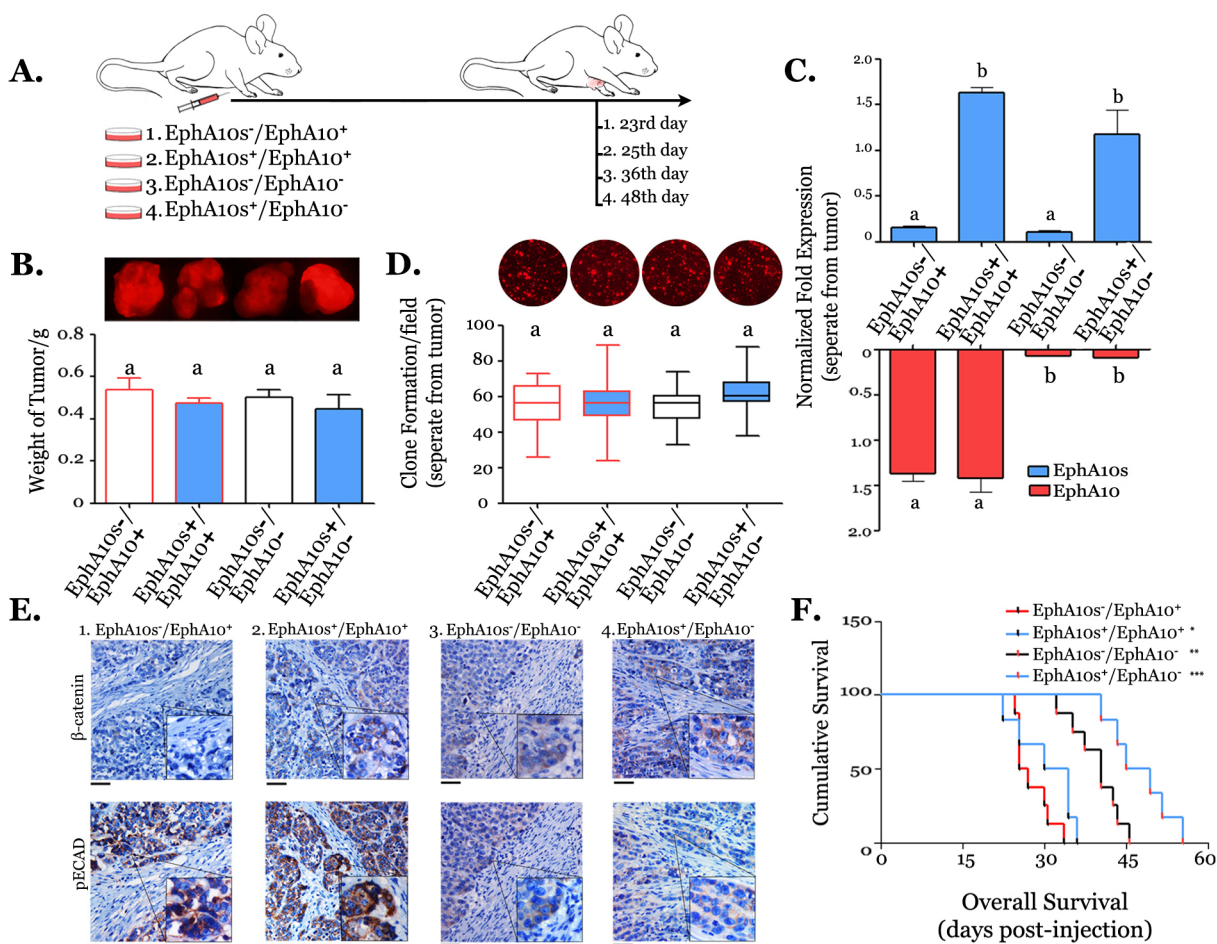 A.
1. EphA10s⁻/EphA10⁺
2. EphA10s⁺/EphA10⁺
3. EphA10s⁻/EphA10⁻
4. EphA10s⁺/EphA10⁻
1. 23rd day
2. 25th day
3. 36th day
4. 48th day
B.
Weight of Tumor/g
0.8
0.6
0.4
0.2
0
a
a
a
a
EphA10s-/
EphA10+
EphA10s+/
EphA10+
EphA10s-/
EphA10-
EphA10s+/
EphA10-
C.
Normalized Fold Expression
(seperate from tumor)
2.0
1.5
1.0
0.5
0
a
b
a
b
EphA10s-/
EphA10+
EphA10s+/
EphA10+
EphA10s-/
EphA10-
EphA10s+/
EphA10-
0
0.5
1.0
1.5
2.0
a
a
b
b
EphA10s
EphA10
D.
Clone Formation/field
(seperate from tumor)
100
80
60
40
20
0
a
a
a
a
EphA10s-/
EphA10+
EphA10s+/
EphA10+
EphA10s-/
EphA10-
EphA10s+/
EphA10-
E.
1. EphA10s⁻/EphA10⁺
2. EphA10s⁺/EphA10⁺
3. EphA10s⁻/EphA10⁻
4. EphA10s⁺/EphA10⁻
β-catenin
pECAD
F.
EphA10s⁻/EphA10⁺
EphA10s⁺/EphA10⁺ *
EphA10s⁻/EphA10⁻ **
EphA10s⁺/EphA10⁻ ***
Cumulative Survival
150
100
50
0
0
15
30
45
60
Overall Survival
(days post-injection)